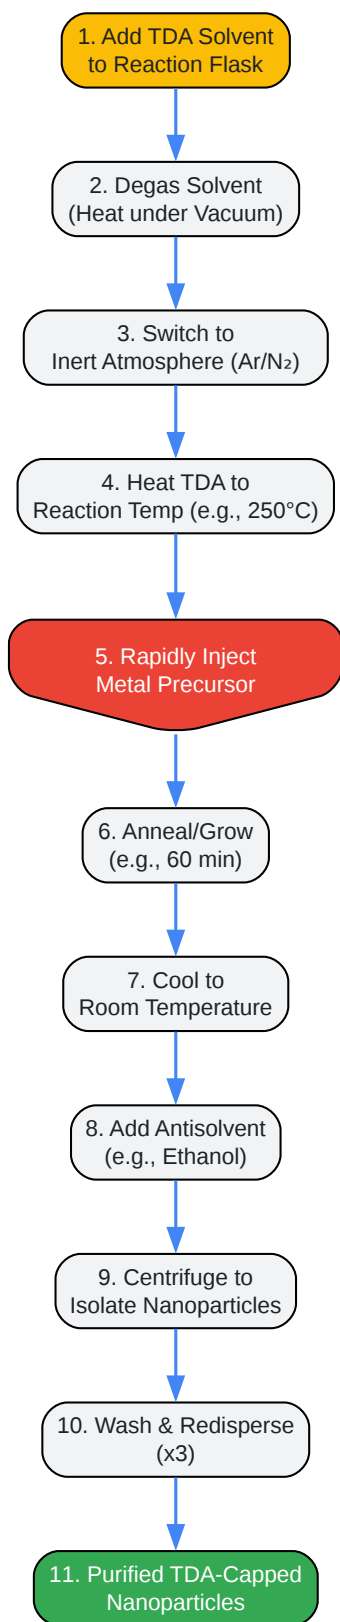 1. Add TDA Solvent
to Reaction Flask
2. Degas Solvent
(Heat under Vacuum)
3. Switch to
Inert Atmosphere (Ar/N₂)
4. Heat TDA to
Reaction Temp (e.g., 250°C)
5. Rapidly Inject
Metal Precursor
6. Anneal/Grow
(e.g., 60 min)
7. Cool to
Room Temperature
8. Add Antisolvent
(e.g., Ethanol)
9. Centrifuge to
Isolate Nanoparticles
10. Wash & Redisperse
(x3)
11. Purified TDA-Capped
Nanoparticles